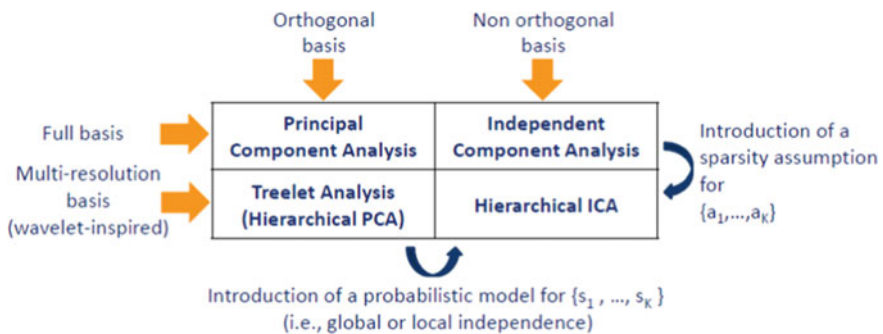 Orthogonal
basis
Non orthogonal
basis
Full basis
Principal
Component Analysis
Independent
Component Analysis
Introduction of a
sparsity assumption
for
{a₁,...,aₖ}
Multi-resolution
basis
(wavelet-inspired)
Treelet Analysis
(Hierarchical PCA)
Hierarchical ICA
Introduction of a probabilistic model for {s₁ , ..., sₖ }
(i.e., global or local independence)